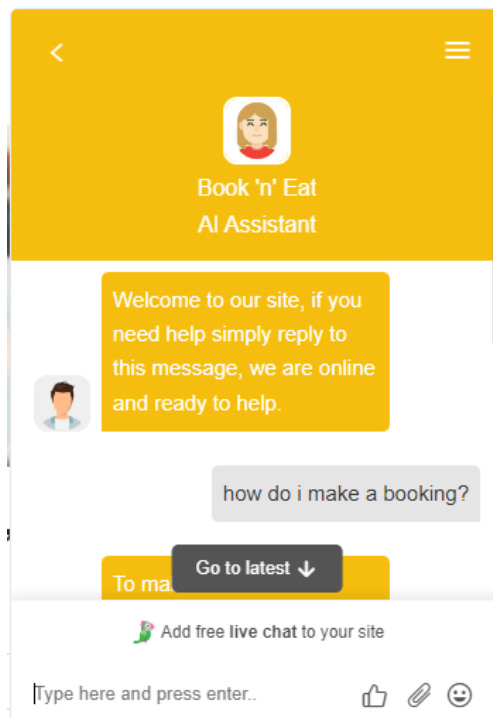 Book 'n' Eat
AI Assistant
Welcome to our site, if you
need help simply reply to
this message, we are online
and ready to help.
how do i make a booking?
Go to latest
To ma
Add free live chat to your site
Type here and press enter..